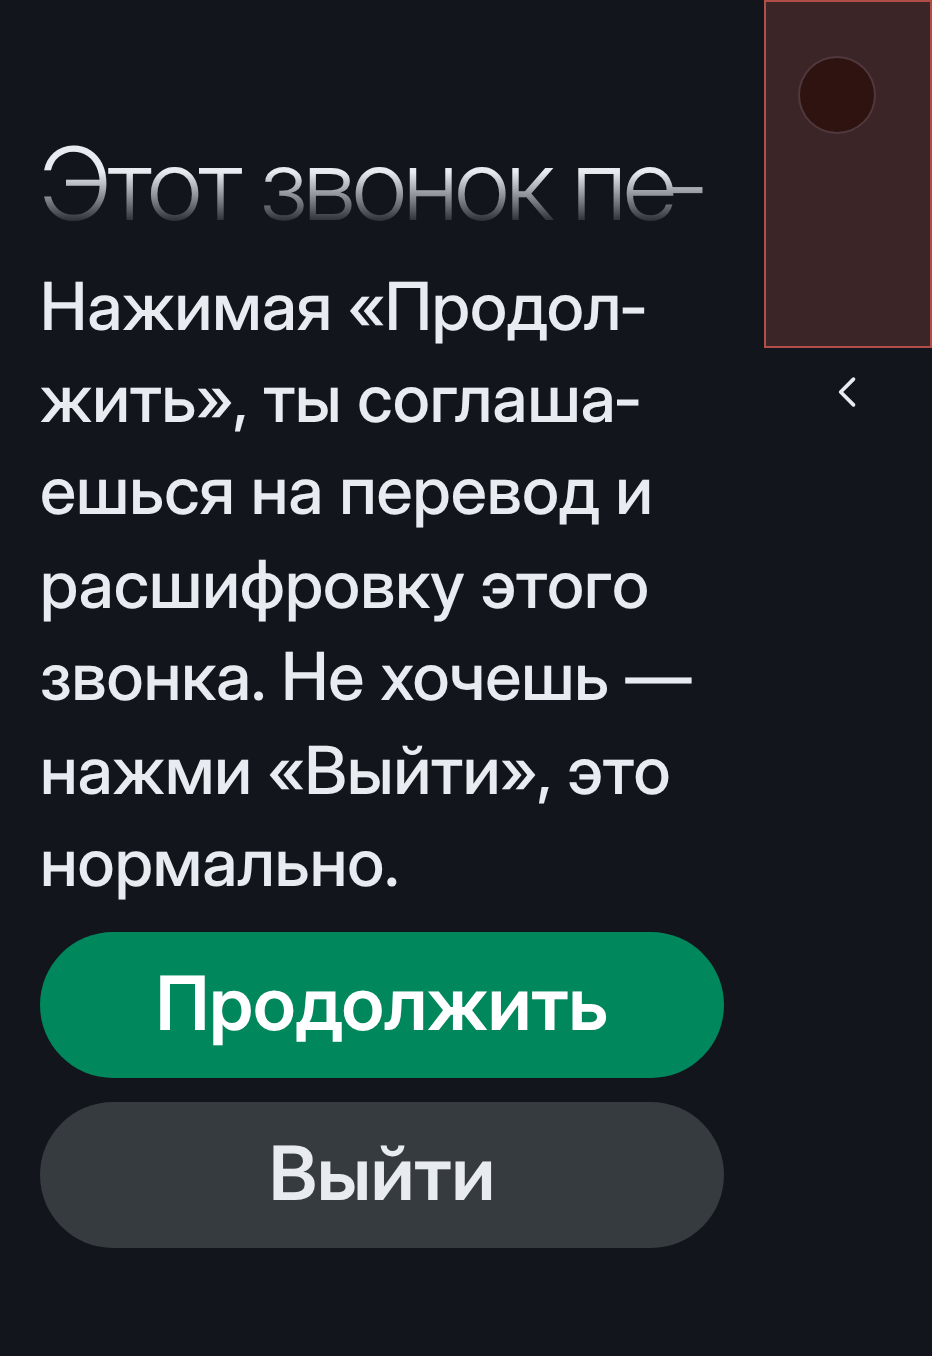 Этот звонок пе-
Нажимая «Продол-
жить», ты соглаша-
ешься на перевод и
расшифровку этого
звонка. Не хочешь —
нажми «Выйти», это
нормально.
Продолжить
Выйти